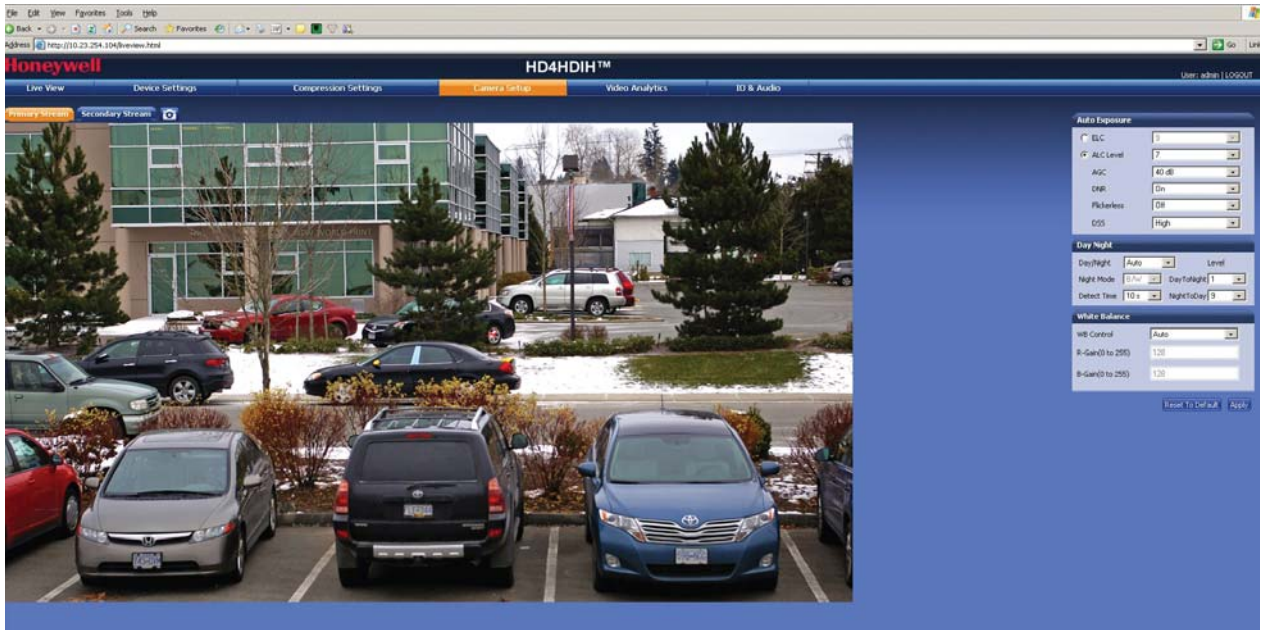 File Edit View Favorites Tools Help
Back Search Favorites
Address http://10.23.254.104/liveview.html Go
Honeywell HD4HDIH™
User: admin | LOGOUT
Live View Device Settings Compression Settings Camera Setup Video Analytics IO & Audio
Primary Stream Secondary Stream
Auto Exposure
ELC 3
ALC Level 7
AGC 40 dB
DNR On
Flickerless Off
DSS High
Day Night
Day/Night Auto Level
Night Mode B/W DayToNight 1
Detect Time 10 s NightToDay 9
White Balance
WB Control Auto
R-Gain(0 to 255) 128
B-Gain(0 to 255) 128
Reset To Default Apply